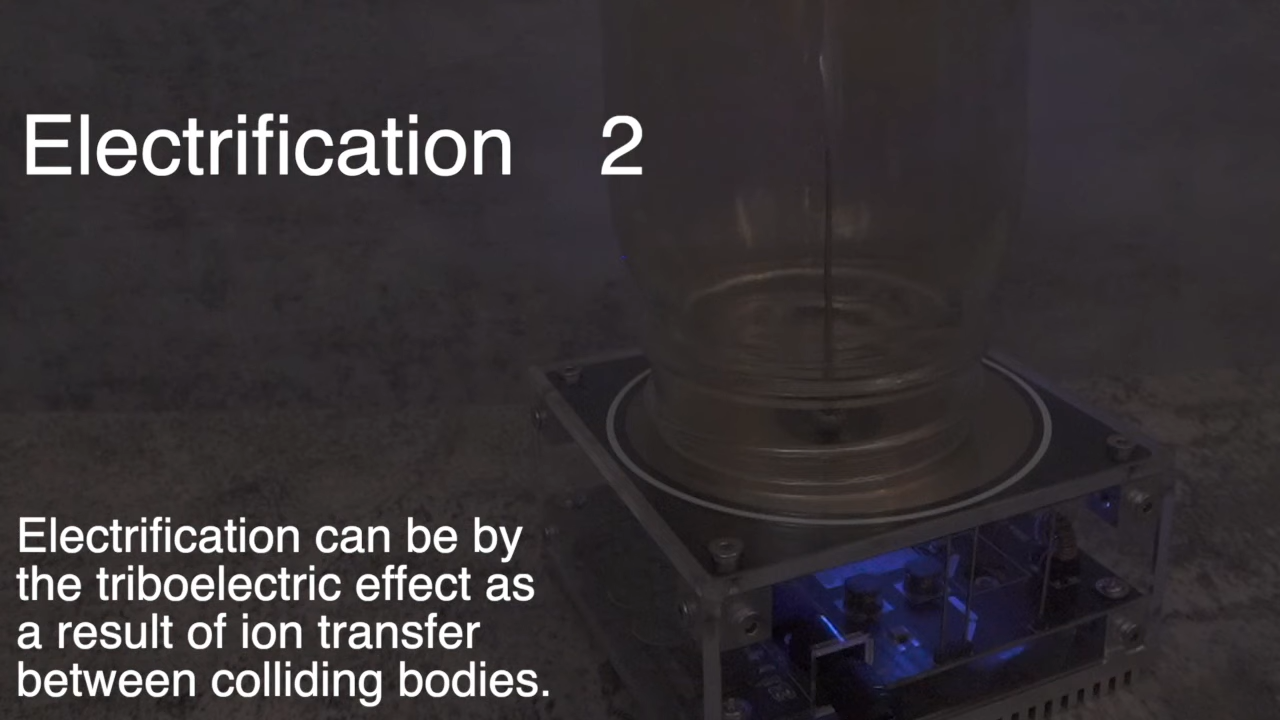 Electrification 2
Electrification can be by
the triboelectric effect as
a result of ion transfer
between colliding bodies.